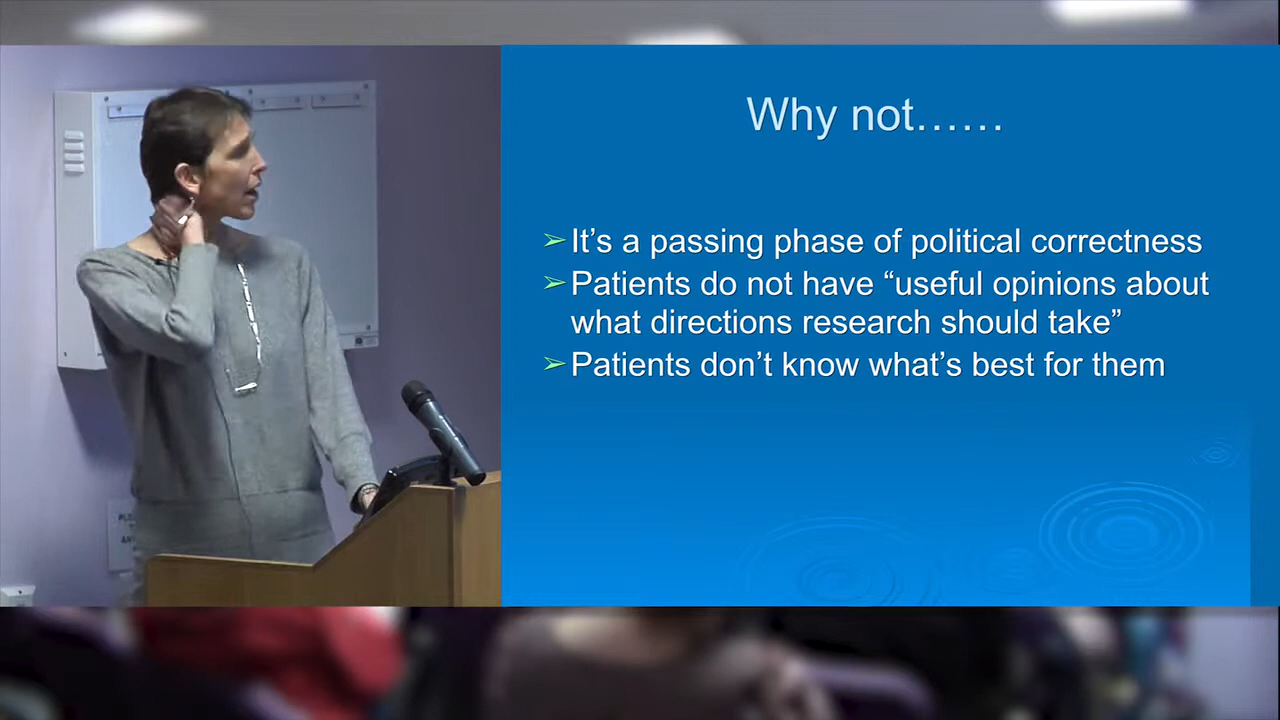 Why not……
➢It’s a passing phase of political correctness
➢Patients do not have “useful opinions about
what directions research should take”
➢Patients don’t know what’s best for them